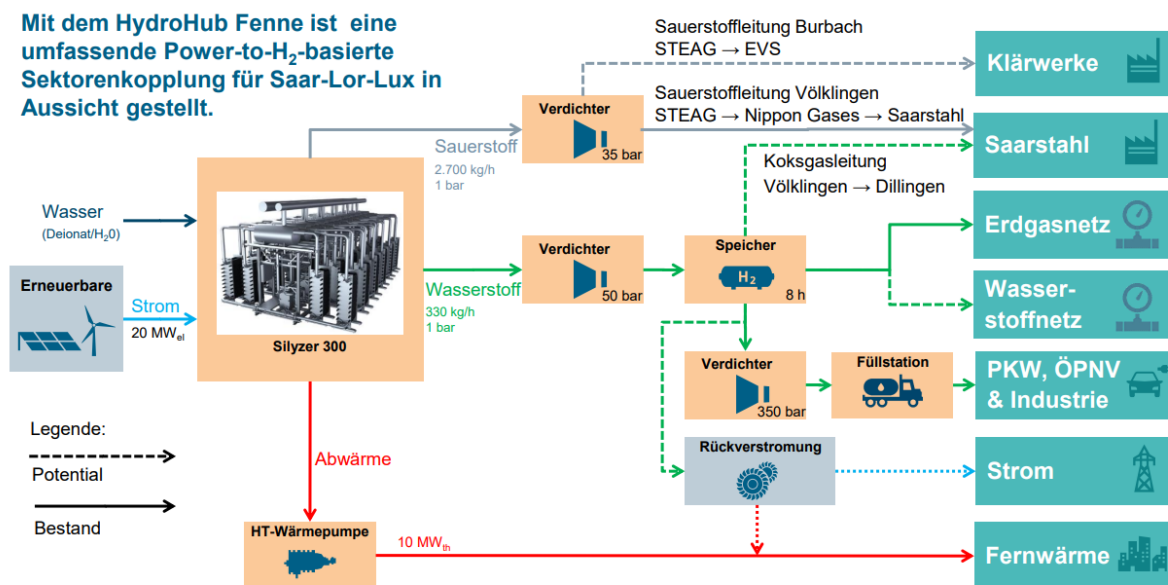 Mit dem HydroHub Fenne ist eine
umfassende Power-to-H₂-basierte
Sektorenkopplung für Saar-Lor-Lux in
Aussicht gestellt.
Sauerstoffleitung Burbach
STEAG → EVS
Klärwerke
Verdichter
35 bar
Sauerstoffleitung Völklingen
STEAG → Nippon Gases → Saarstahl
Saarstahl
Sauerstoff
2.700 kg/h
1 bar
Koksgasleitung
Völklingen → Dillingen
Wasser
(Deionat/H₂0)
Erneuerbare
Strom
20 MWel
Silyzer 300
Wasserstoff
330 kg/h
1 bar
Verdichter
50 bar
Speicher
H₂
8 h
Erdgasnetz
Wasser-
stoffnetz
Verdichter
350 bar
Füllstation
PKW, ÖPNV
& Industrie
Legende:
Potential
Bestand
Abwärme
Rückverstromung
Strom
HT-Wärmepumpe
10 MWth
Fernwärme